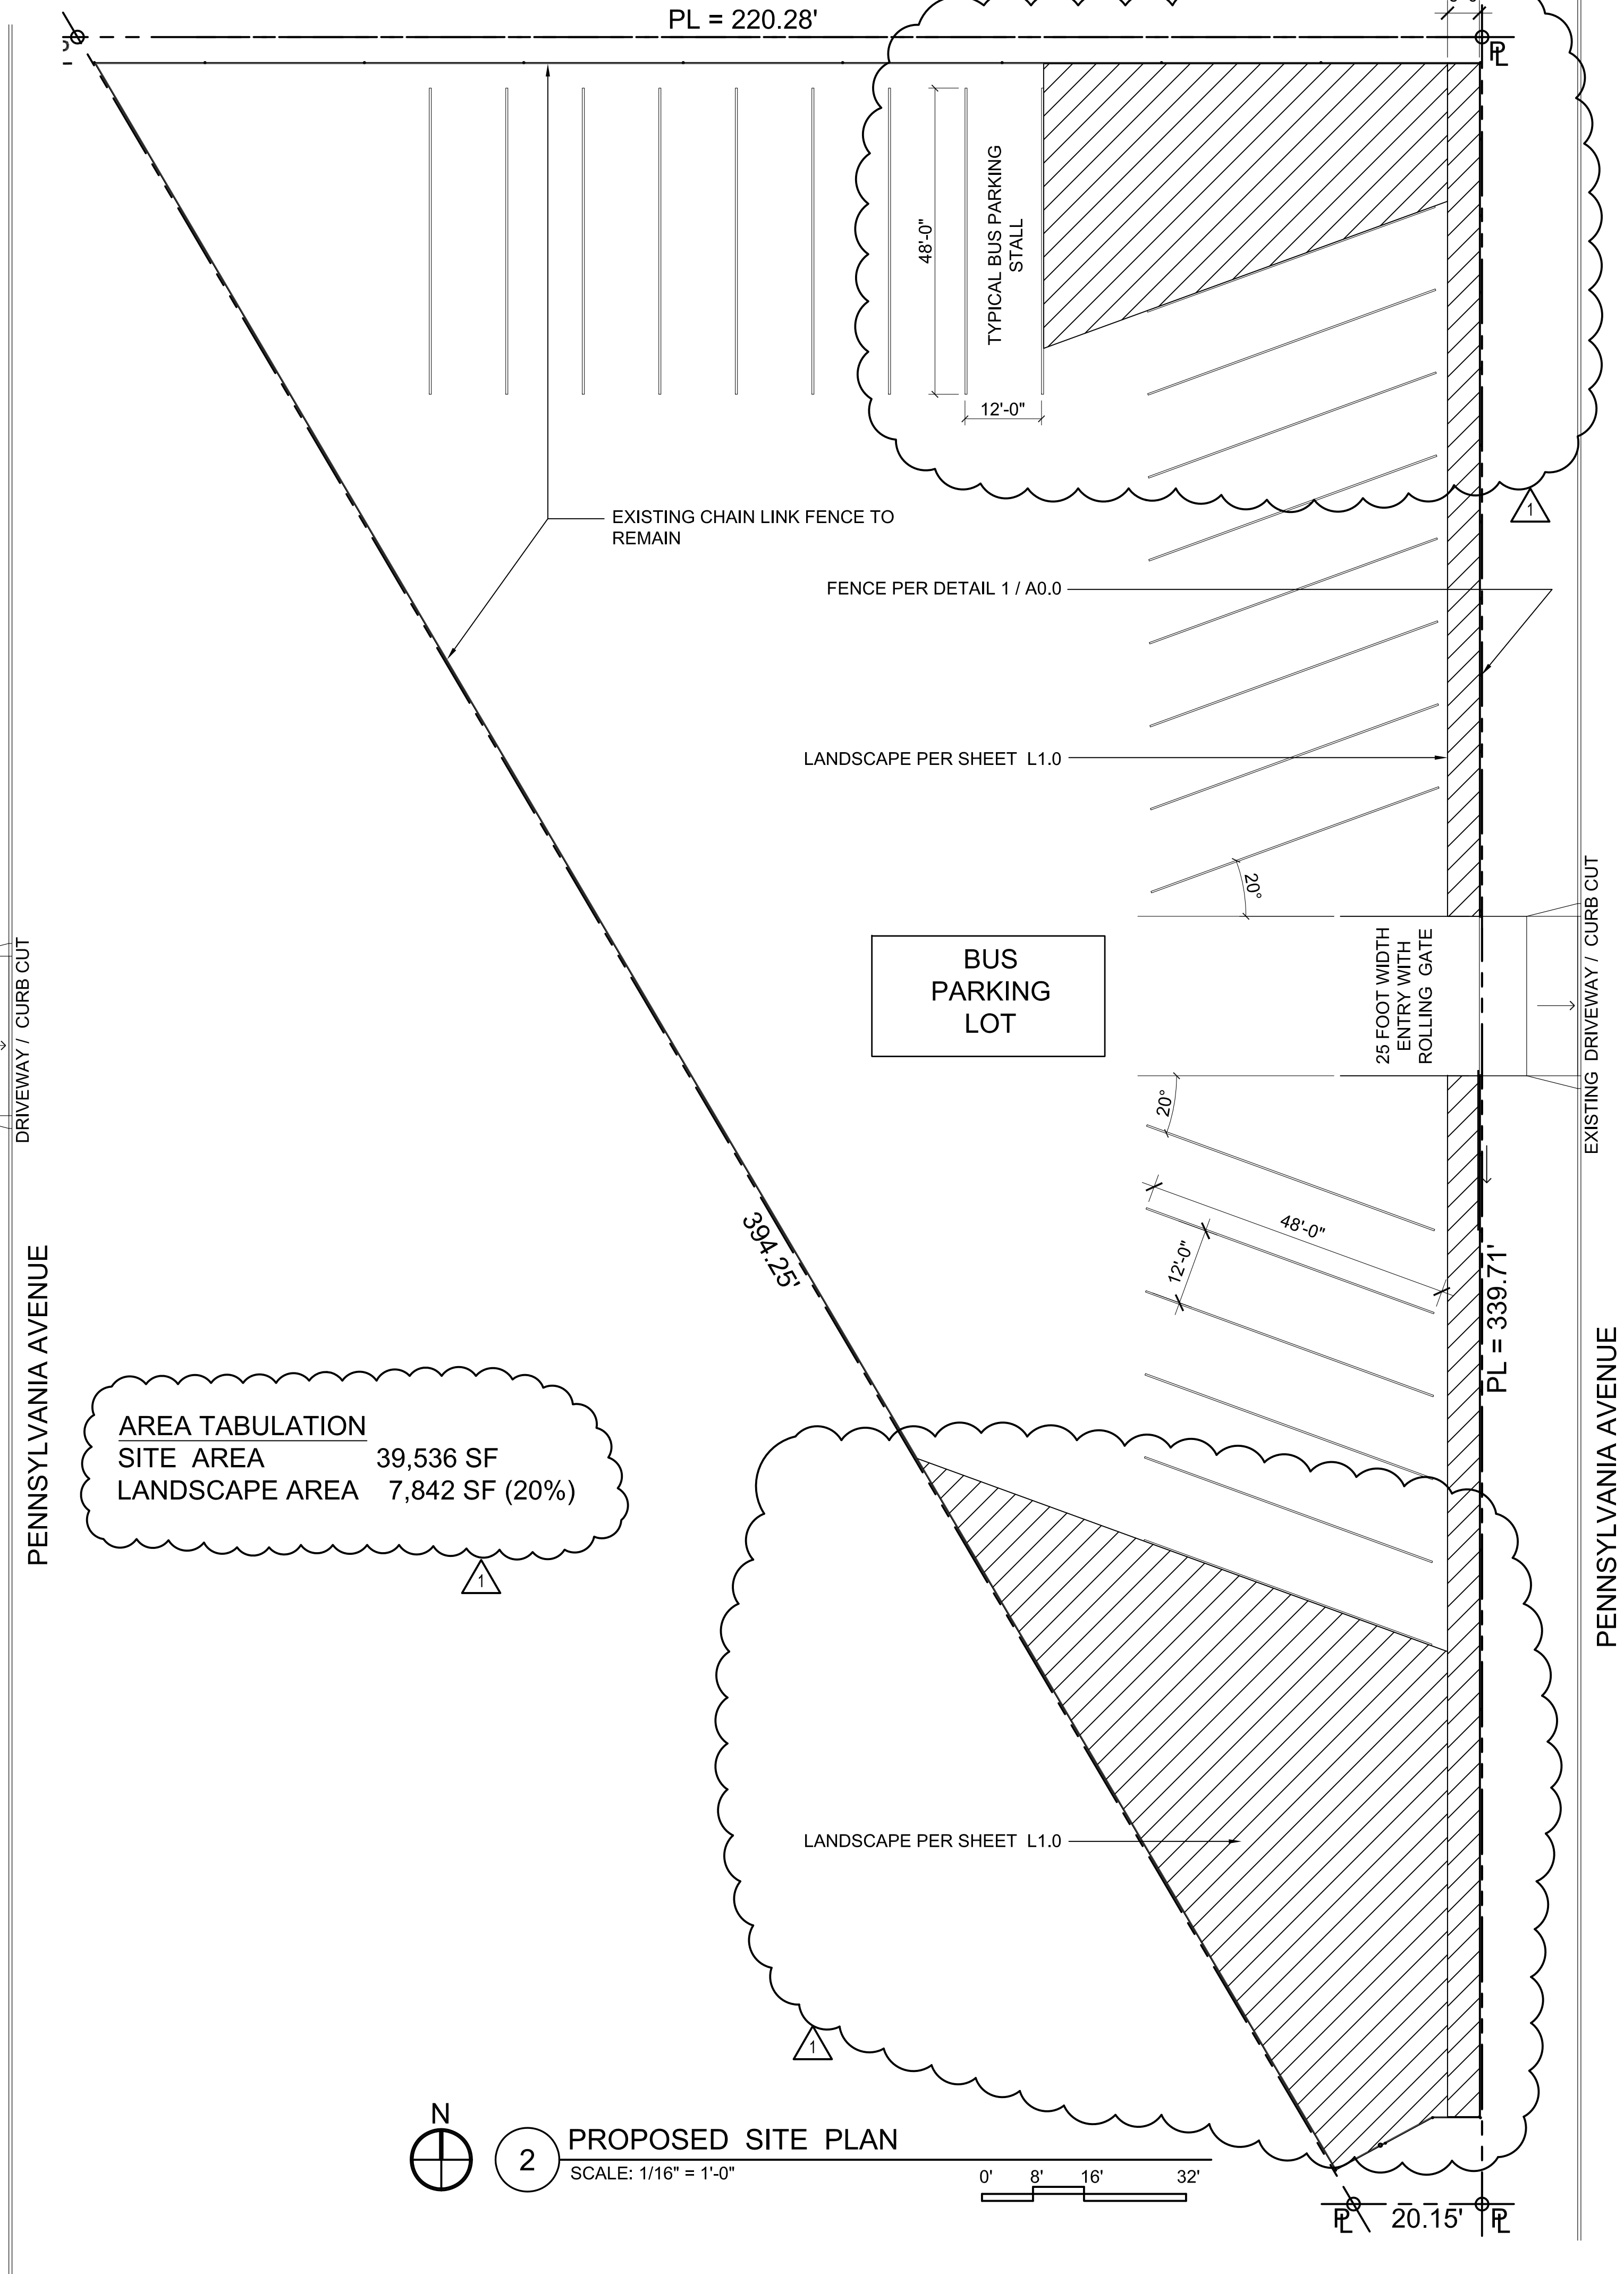 PL = 220.28'
PL
48'-0"
TYPICAL BUS PARKING
STALL
12'-0"
1
EXISTING CHAIN LINK FENCE TO
REMAIN
FENCE PER DETAIL 1 / A0.0
LANDSCAPE PER SHEET L1.0
20°
BUS
PARKING
LOT
25 FOOT WIDTH
ENTRY WITH
ROLLING GATE
EXISTING DRIVEWAY / CURB CUT
DRIVEWAY / CURB CUT
20°
48'-0"
12'-0"
394.25'
PL = 339.71'
PENNSYLVANIA AVENUE
PENNSYLVANIA AVENUE
AREA TABULATION
SITE AREA 39,536 SF
LANDSCAPE AREA 7,842 SF (20%)
1
LANDSCAPE PER SHEET L1.0
1
N
2
PROPOSED SITE PLAN
SCALE: 1/16" = 1'-0"
0' 8' 16' 32'
PL 20.15' PL